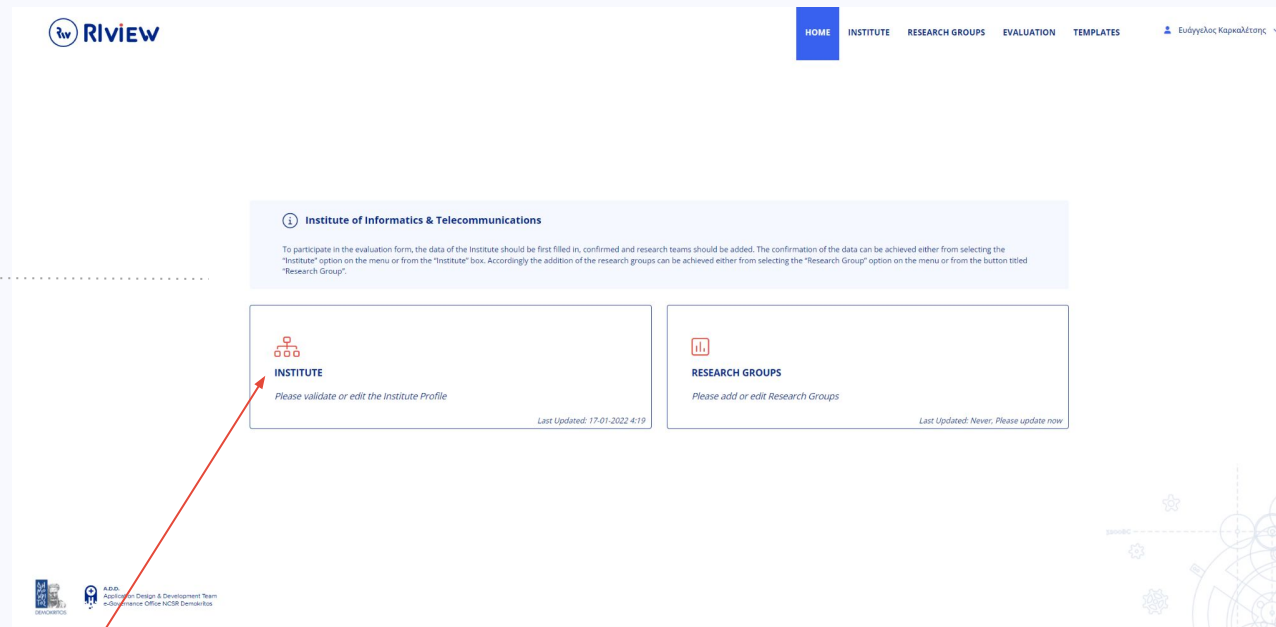 RIVIEW
HOME INSTITUTE RESEARCH GROUPS EVALUATION TEMPLATES Ευάγγελος Καρκαλέτσης
Institute of Informatics & Telecommunications
To participate in the evaluation form, the data of the Institute should be first filled in, confirmed and research teams should be added. The confirmation of the data can be achieved either from selecting the
"Institute" option on the menu or from the "Institute" box. Accordingly the addition of the research groups can be achieved either from selecting the "Research Group" option on the menu or from the button titled
"Research Group".
INSTITUTE
Please validate or edit the Institute Profile
Last Updated: 17-01-2022 4:19
RESEARCH GROUPS
Please add or edit Research Groups
Last Updated: Never, Please update now
DEMOKRITOS
A.D.D.
Application Design & Development Team
e-Governance Office NCSR Demokritos